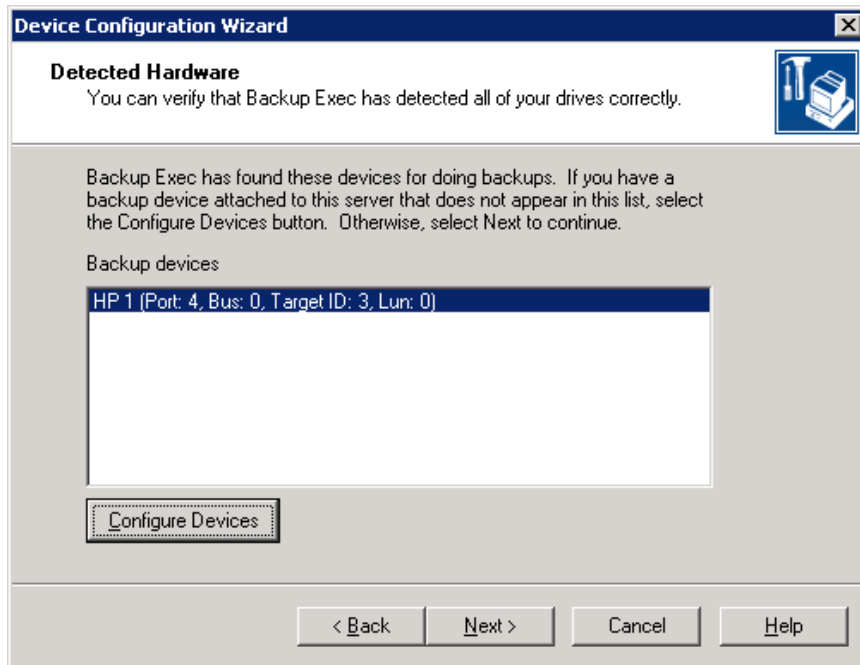 Device Configuration Wizard
Detected Hardware
You can verify that Backup Exec has detected all of your drives correctly.
Backup Exec has found these devices for doing backups. If you have a
backup device attached to this server that does not appear in this list, select
the Configure Devices button. Otherwise, select Next to continue.
Backup devices
HP 1 (Port: 4, Bus: 0, Target ID: 3, Lun: 0)
Configure Devices
< Back
Next >
Cancel
Help